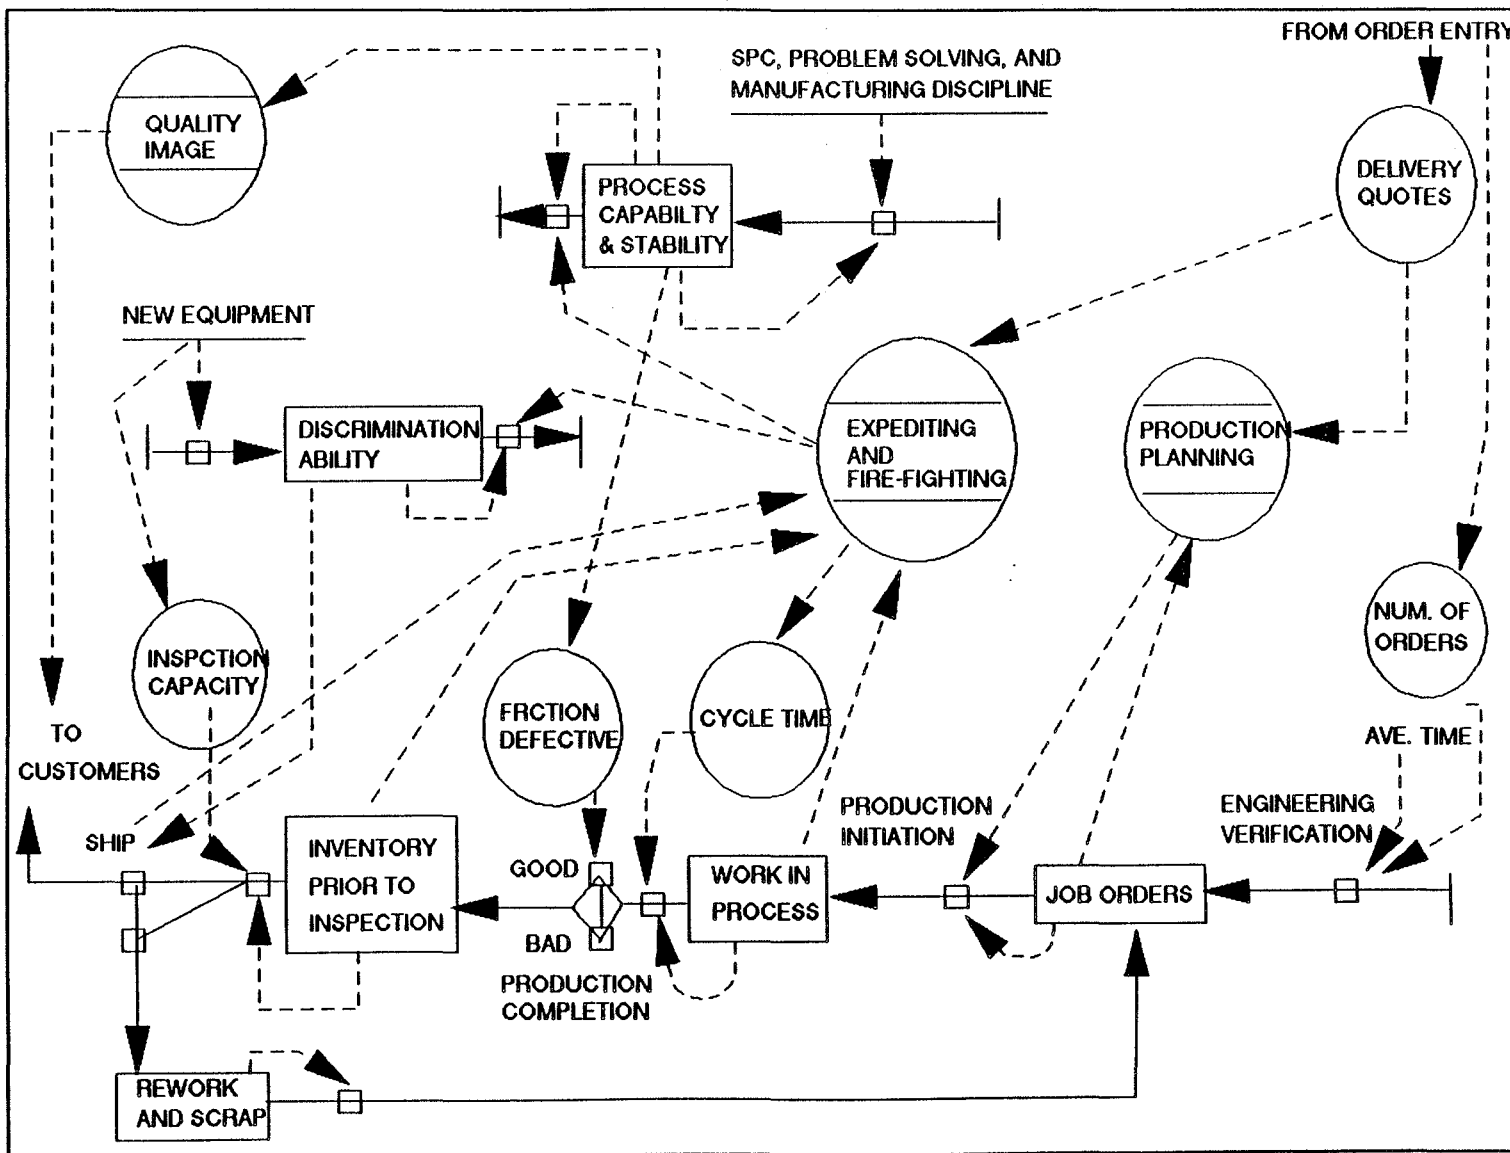 FROM ORDER ENTRY
SPC, PROBLEM SOLVING, AND
MANUFACTURING DISCIPLINE
QUALITY
IMAGE
PROCESS
CAPABILTY
& STABILITY
DELIVERY
QUOTES
NEW EQUIPMENT
DISCRIMINATION
ABILITY
EXPEDITING
AND
FIRE-FIGHTING
PRODUCTION
PLANNING
NUM. OF
ORDERS
INSPCTION
CAPACITY
FRCTION
DEFECTIVE
CYCLE TIME
TO
CUSTOMERS
AVE. TIME
PRODUCTION
INITIATION
ENGINEERING
VERIFICATION
SHIP
INVENTORY
PRIOR TO
INSPECTION
GOOD
BAD
WORK IN
PROCESS
JOB ORDERS
PRODUCTION
COMPLETION
REWORK
AND SCRAP